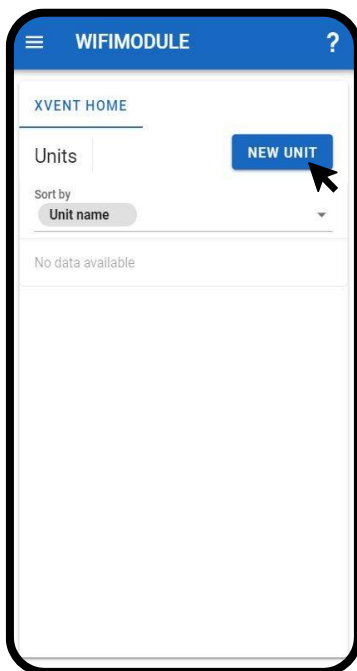 WIFIMODULE ?
XVENT HOME
Units NEW UNIT
Sort by
Unit name
No data available